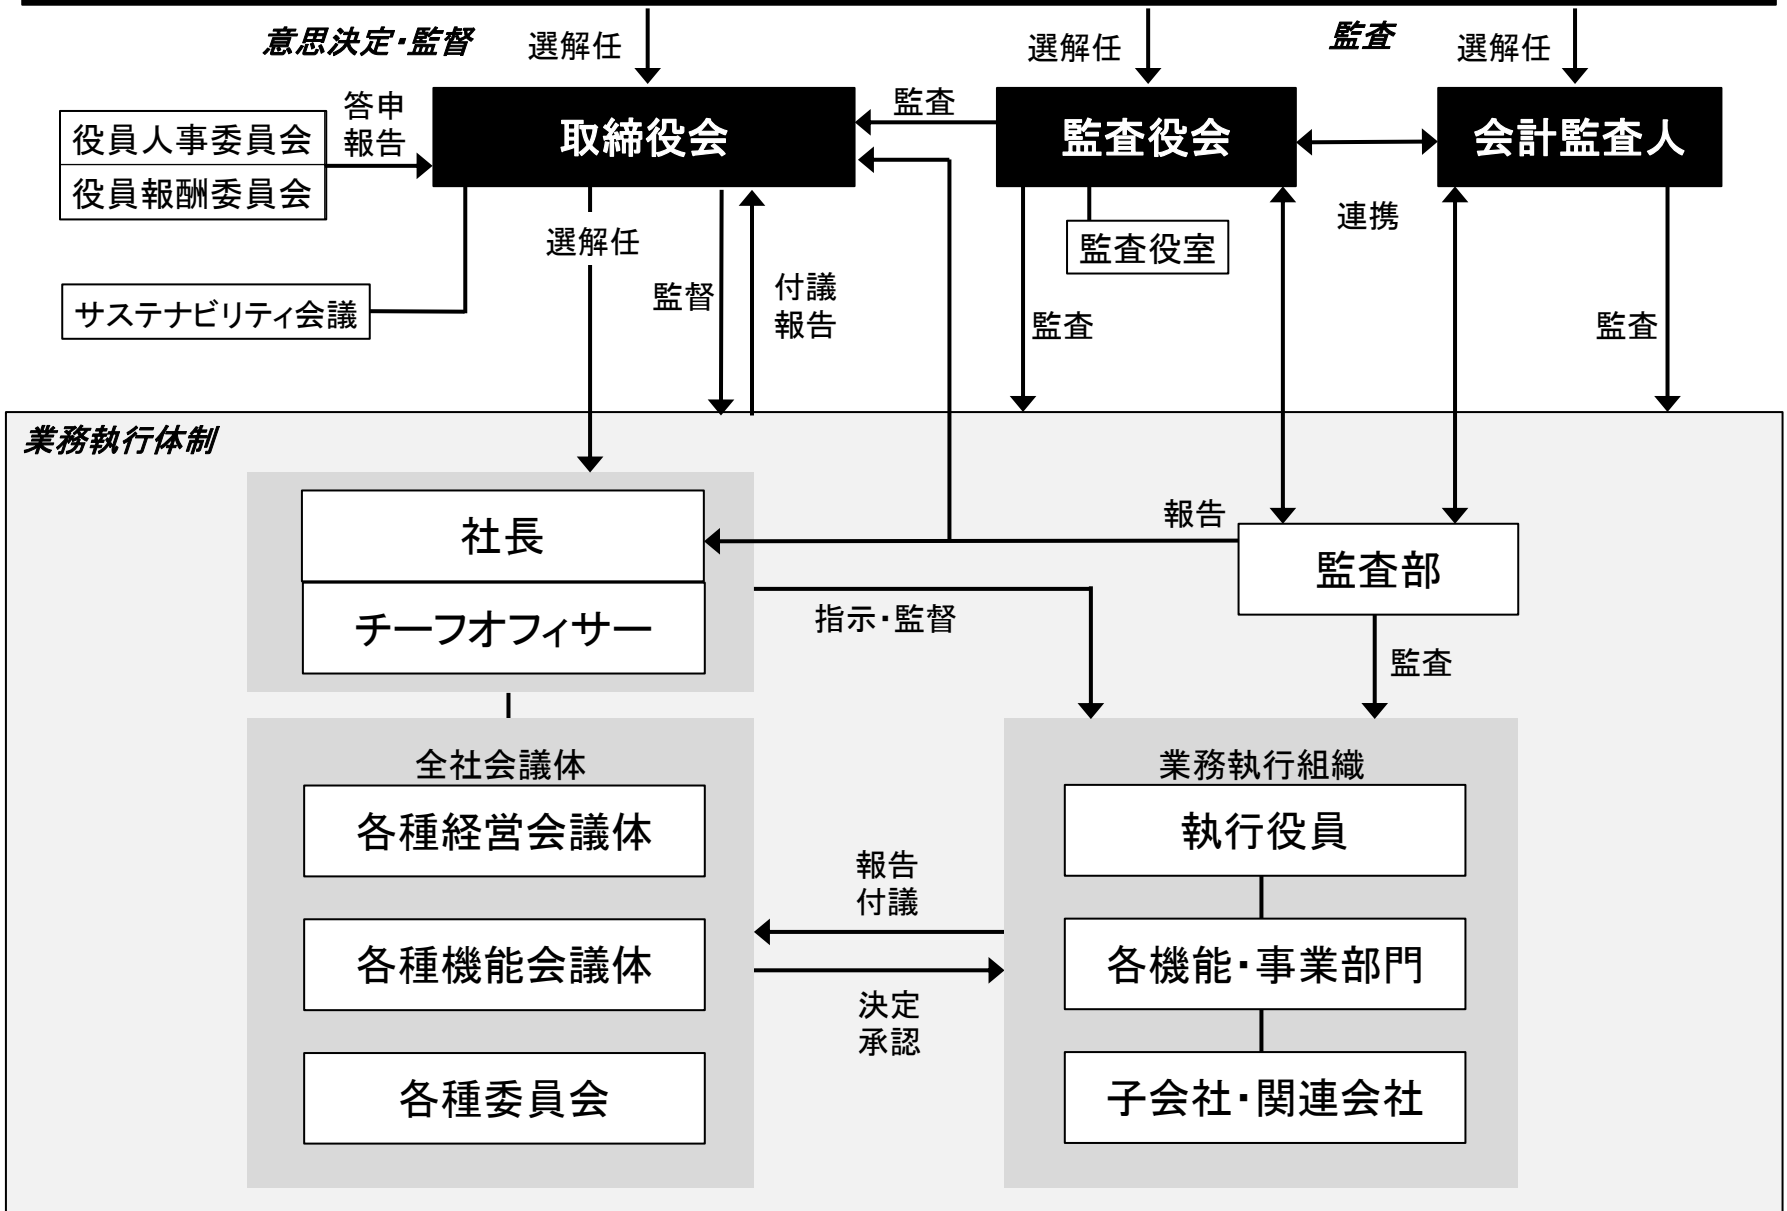 意思決定・監督
選解任
選解任
監査
選解任
役員人事委員会
役員報酬委員会
答申
報告
取締役会
監査
監査役会
会計監査人
連携
監査役室
サステナビリティ会議
選解任
監督
付議
報告
監査
監査
業務執行体制
社長
チーフオフィサー
報告
監査部
指示・監督
監査
全社会議体
各種経営会議体
各種機能会議体
各種委員会
報告
付議
決定
承認
業務執行組織
執行役員
各機能・事業部門
子会社・関連会社